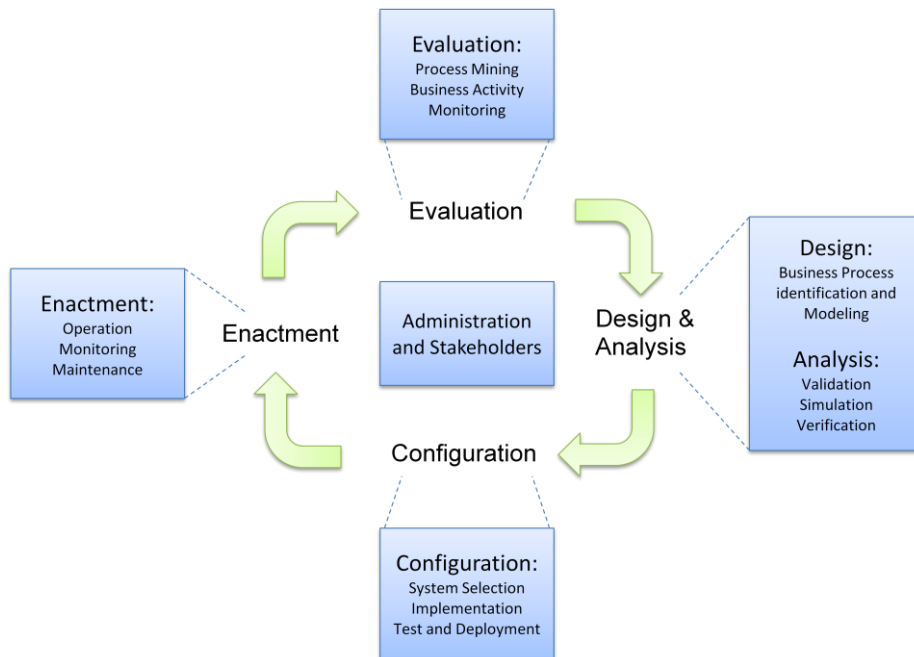 Evaluation:
Process Mining
Business Activity
Monitoring
Evaluation
Design:
Business Process
identification and
Modeling
Analysis:
Validation
Simulation
Verification
Enactment:
Operation
Monitoring
Maintenance
Enactment
Administration
and Stakeholders
Design &
Analysis
Configuration
Configuration:
System Selection
Implementation
Test and Deployment